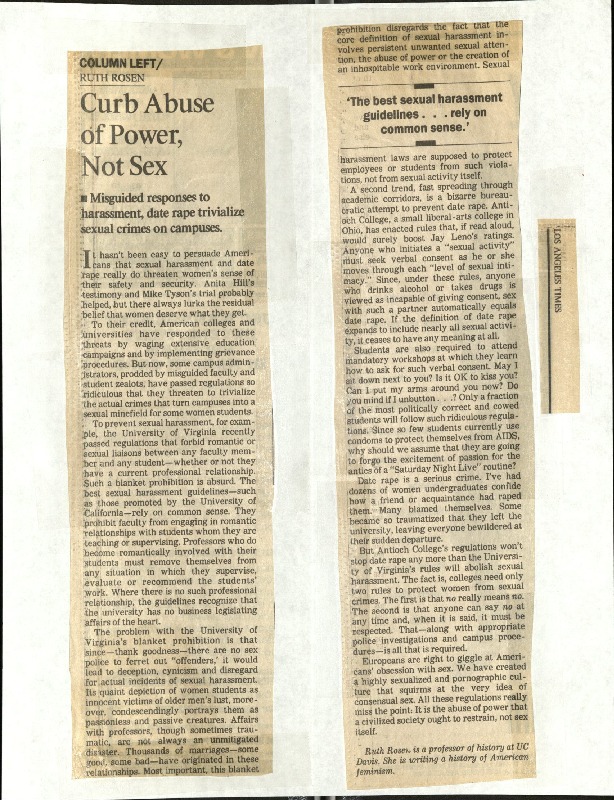 COLUMN LEFT/
RUTH ROSEN
Curb Abuse
of Power,
Not Sex
■ Misguided responses to
harassment, date rape trivialize
sexual crimes on campuses.
It hasn't been easy to persuade Ameri-
cans that sexual harassment and date
rape really do threaten women's sense of
their safety and security. Anita Hill's
testimony and Mike Tyson's trial probably
helped, but there always lurks the residual
belief that women deserve what they get.
To their credit, American colleges and
universities have responded to these
threats by waging extensive education
campaigns and by implementing grievance
procedures. But now, some campus admin-
istrators, prodded by misguided faculty and
student zealots, have passed regulations so
ridiculous that they threaten to trivialize
the actual crimes that turn campuses into a
sexual minefield for some women students.
To prevent sexual harassment, for exam-
ple, the University of Virginia recently
passed regulations that forbid romantic or
sexual liaisons between any faculty mem-
ber and any student—whether or not they
have a current professional relationship.
Such a blanket prohibition is absurd. The
best sexual harassment guidelines—such
as those promoted by the University of
California—rely on common sense. They
prohibit faculty from engaging in romantic
relationships with students whom they are
teaching or supervising. Professors who do
become romantically involved with their
students must remove themselves from
any situation in which they supervise,
evaluate or recommend the students'
work. Where there is no such professional
relationship, the guidelines recognize that
the university has no business legislating
affairs of the heart.
The problem with the University of
Virginia's blanket prohibition is that
since—thank goodness—there are no sex
police to ferret out "offenders," it would
lead to deception, cynicism and disregard
for actual incidents of sexual harassment.
Its quaint depiction of women students as
innocent victims of older men's lust, more-
over, condescendingly portrays them as
passionless and passive creatures. Affairs
with professors, though sometimes trau-
matic, are not always an unmitigated
disaster. Thousands of marriages—some
good, some bad—have originated in these
relationships. Most important, this blanket
prohibition disregards the fact that the
core definition of sexual harassment in-
volves persistent unwanted sexual atten-
tion, the abuse of power or the creation of
an inhospitable work environment. Sexual
'The best sexual harassment
guidelines . . . rely on
common sense.'
harassment laws are supposed to protect
employees or students from such viola-
tions, not from sexual activity itself.
A second trend, fast spreading through
academic corridors, is a bizarre bureau-
cratic attempt to prevent date rape. Anti-
och College, a small liberal-arts college in
Ohio, has enacted rules that, if read aloud,
would surely boost Jay Leno's ratings.
Anyone who initiates a "sexual activity"
must seek verbal consent as he or she
moves through each "level of sexual inti-
macy." Since, under these rules, anyone
who drinks alcohol or takes drugs is
viewed as incapable of giving consent, sex
with such a partner automatically equals
date rape. If the definition of date rape
expands to include nearly all sexual activi-
ty, it ceases to have any meaning at all.
Students are also required to attend
mandatory workshops at which they learn
how to ask for such verbal consent. May I
sit down next to you? Is it OK to kiss you?
Can I put my arms around you now? Do
you mind if I unbutton . . .? Only a fraction
of the most politically correct and cowed
students will follow such ridiculous regula-
tions. Since so few students currently use
condoms to protect themselves from AIDS,
why should we assume that they are going
to forgo the excitement of passion for the
antics of a "Saturday Night Live" routine?
Date rape is a serious crime. I've had
dozens of women undergraduates confide
how a friend or acquaintance had raped
them. Many blamed themselves. Some
became so traumatized that they left the
university, leaving everyone bewildered at
their sudden departure.
But Antioch College's regulations won't
stop date rape any more than the Universi-
ty of Virginia's rules will abolish sexual
harassment. The fact is, colleges need only
two rules to protect women from sexual
crimes. The first is that no really means no.
The second is that anyone can say no at
any time and, when it is said, it must be
respected. That—along with appropriate
police investigations and campus proce-
dures—is all that is required.
Europeans are right to giggle at Ameri-
cans' obsession with sex. We have created
a highly sexualized and pornographic cul-
ture that squirms at the very idea of
consensual sex. All these regulations really
miss the point: It is the abuse of power that
a civilized society ought to restrain, not sex
itself.
Ruth Rosen is a professor of history at UC
Davis. She is writing a history of American
feminism.
LOS ANGELES TIMES